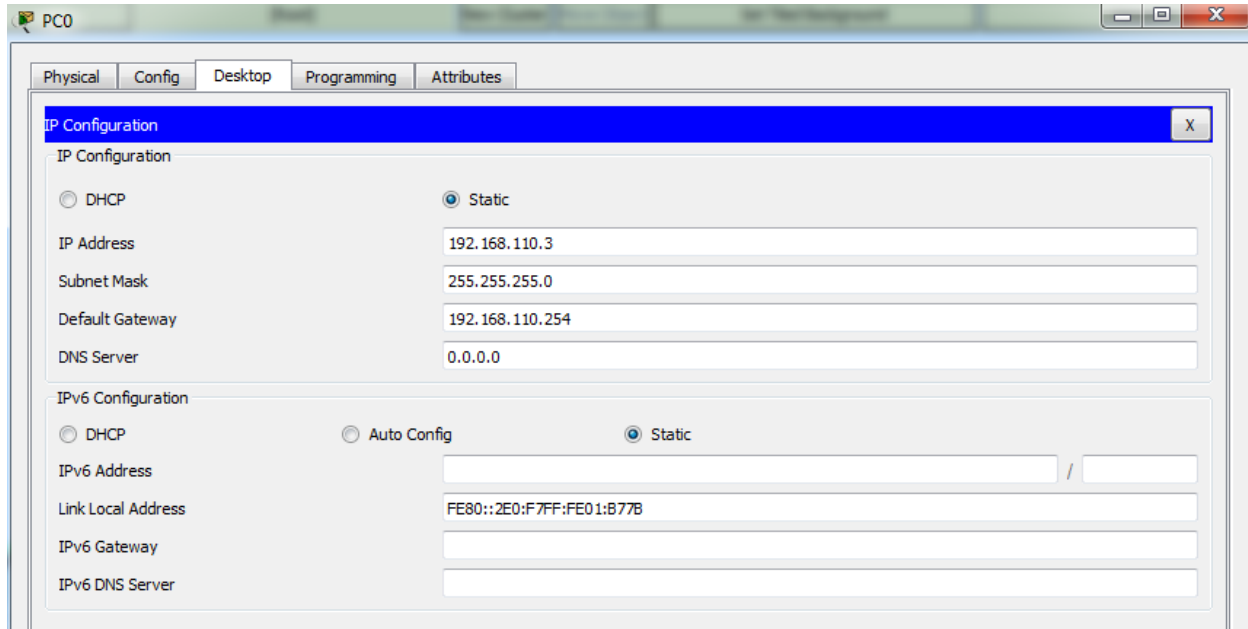 PC0
Physical Config Desktop Programming Attributes
IP Configuration X
IP Configuration
DHCP Static
IP Address 192.168.110.3
Subnet Mask 255.255.255.0
Default Gateway 192.168.110.254
DNS Server 0.0.0.0
IPv6 Configuration
DHCP Auto Config Static
IPv6 Address /
Link Local Address FE80::2E0:F7FF:FE01:B77B
IPv6 Gateway
IPv6 DNS Server